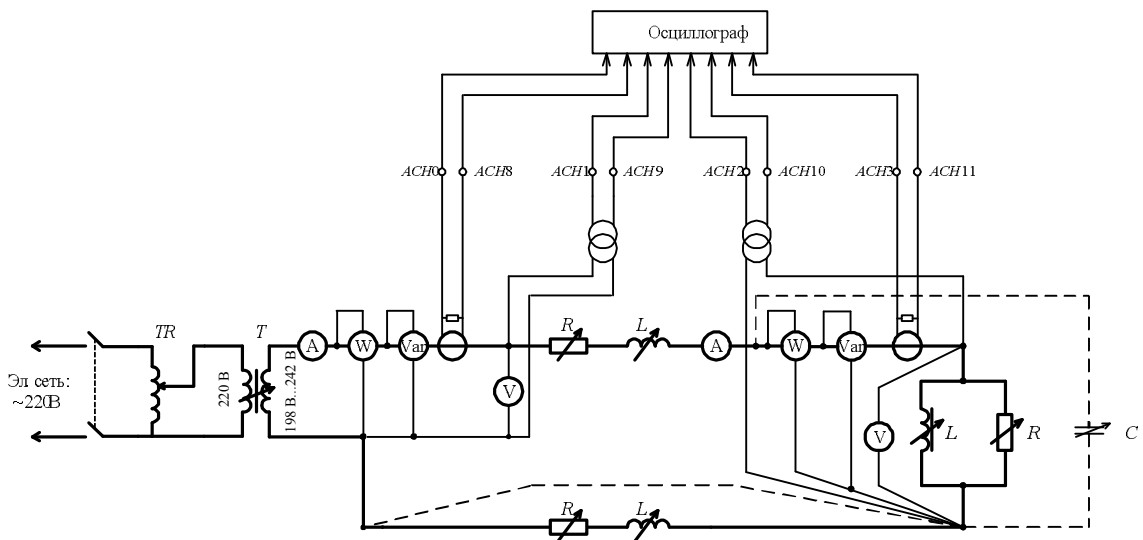 Осциллограф
ACH0 ACH8 ACH1 ACH9 ACH2 ACH10 ACH3 ACH11
TR T R L
A W Var A W Var
Эл сеть:
~220В
220 В
198 В...242 В
V V L R C
R L